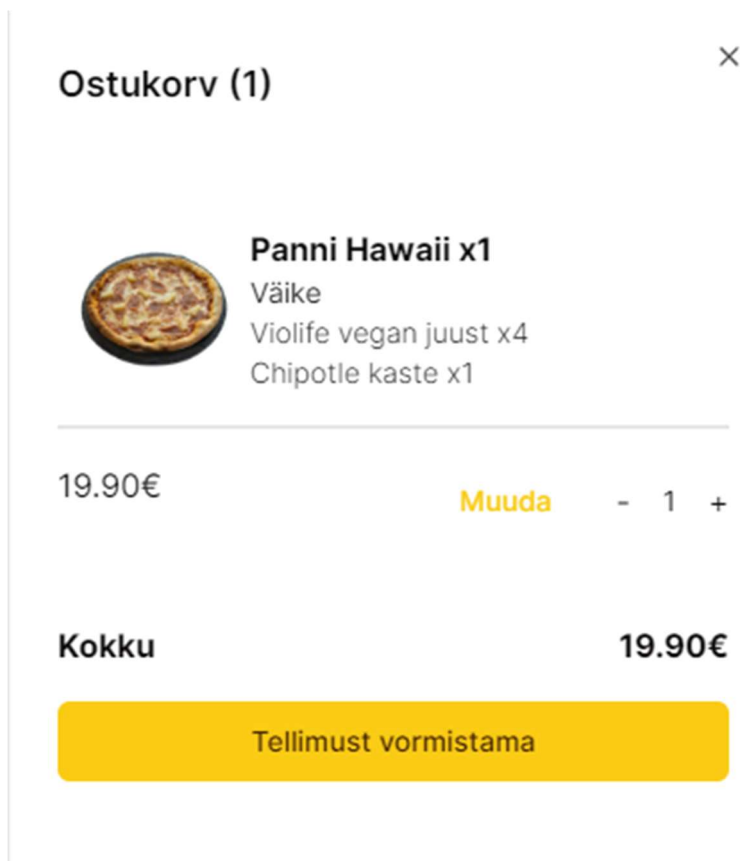 Ostukorv (1)
×
Panni Hawaii x1
Väike
Violife vegan juust x4
Chipotle kaste x1
19.90€
Muuda - 1 +
Kokku 19.90€
Tellimust vormistama